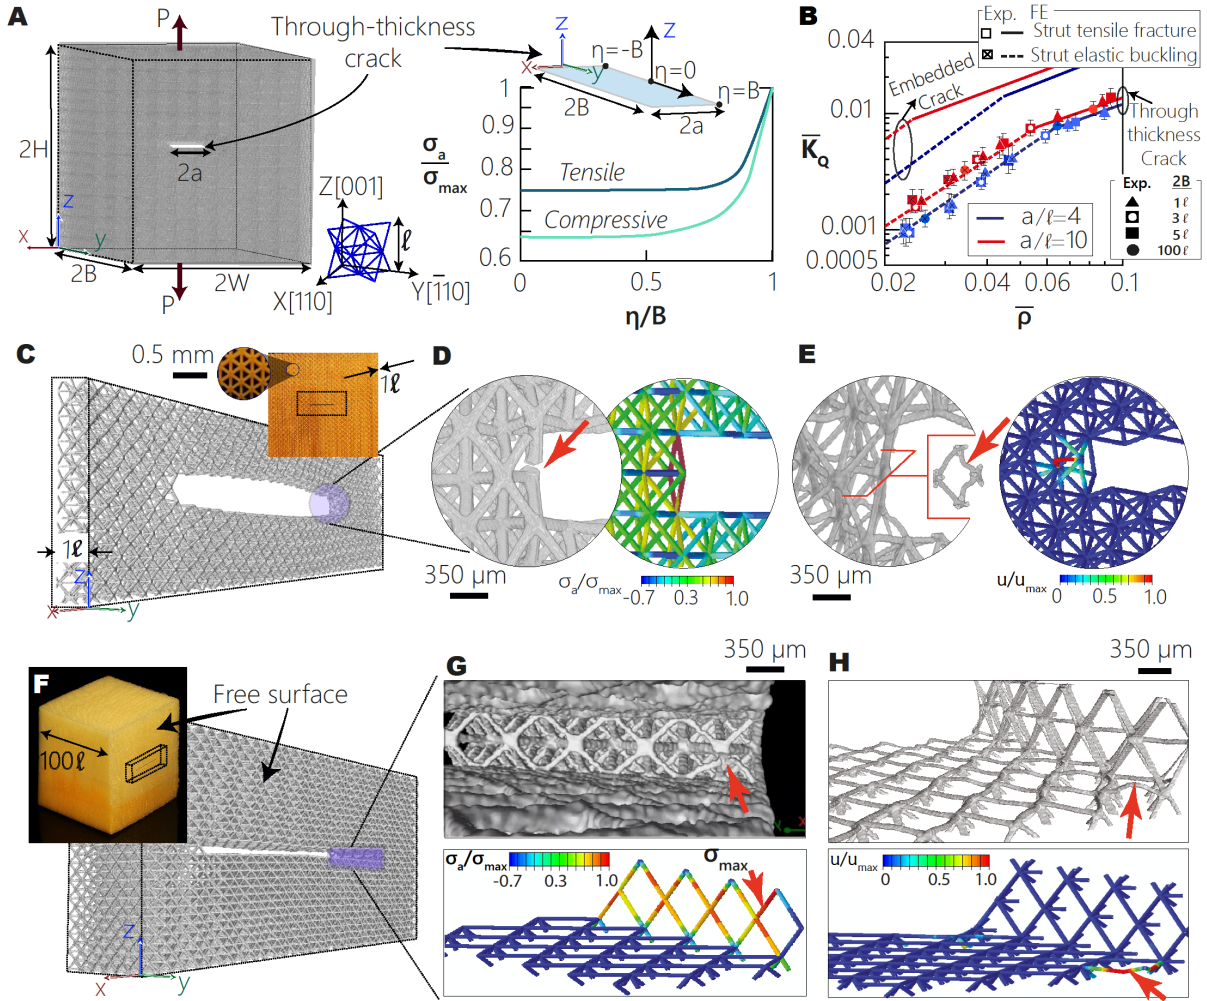 A
P
Through-thickness
crack
2H
2a
z
x
y
2B
2W
P
Z[001]
ℓ
X[110]
Y[1̅10]
z
x
y
η=-B
Z
η=0
η=B
2B
2a
σa/σmax
1
0.9
0.8
0.7
0.6
Tensile
Compressive
0
0.5
1
η/B
B
Exp. FE
Strut tensile fracture
Strut elastic buckling
0.04
0.01
K̅Q
0.001
0.0005
Embedded
Crack
Through
thickness
Crack
Exp. 2B
1ℓ
3ℓ
5ℓ
100ℓ
a/ℓ=4
a/ℓ=10
0.02
0.04
0.1
ρ̅
C
0.5 mm
1ℓ
1ℓ
z
x
y
D
350 µm
σa/σmax
-0.7 0.3 1.0
E
350 µm
u/umax
0 0.5 1.0
F
Free surface
100ℓ
z
x
y
G
350 µm
Y
X
σa/σmax
-0.7 0.3 1.0
σmax
H
350 µm
u/umax
0 0.5 1.0